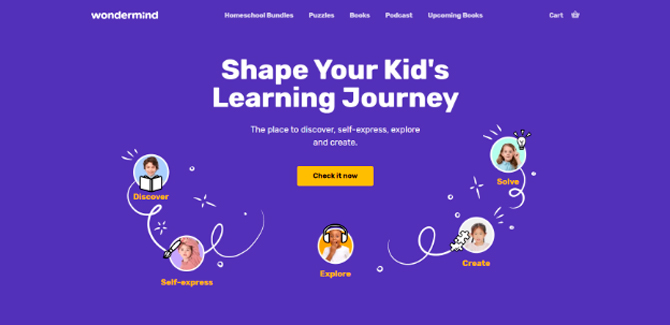 wondermind
Homeschool Bundles Puzzles Books Podcast Upcoming Books
Cart
Shape Your Kid's
Learning Journey
The place to discover, self-express, explore
and create.
Check it now
Discover
Self-express
Explore
Create
Solve